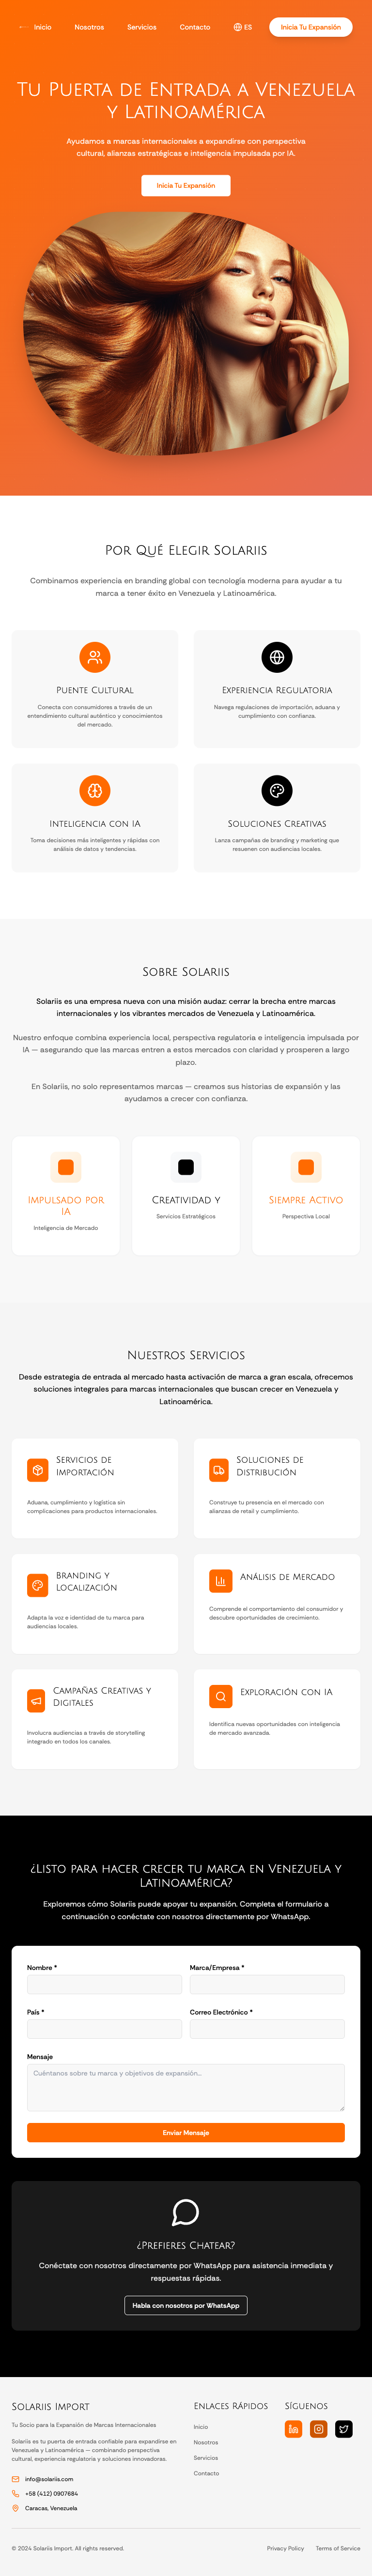 Inicio
Nosotros
Servicios
Contacto
ES
Inicia Tu Expansión
Tu Puerta de Entrada a Venezuela
y Latinoamérica
Ayudamos a marcas internacionales a expandirse con perspectiva
cultural, alianzas estratégicas e inteligencia impulsada por IA.
Inicia Tu Expansión
Por Qué Elegir Solariis
Combinamos experiencia en branding global con tecnología moderna para ayudar a tu
marca a tener éxito en Venezuela y Latinoamérica.
Puente Cultural
Conecta con consumidores a través de un
entendimiento cultural auténtico y conocimientos
del mercado.
Experiencia Regulatoria
Navega regulaciones de importación, aduana y
cumplimiento con confianza.
Inteligencia con IA
Toma decisiones más inteligentes y rápidas con
análisis de datos y tendencias.
Soluciones Creativas
Lanza campañas de branding y marketing que
resuenen con audiencias locales.
Sobre Solariis
Solariis es una empresa nueva con una misión audaz: cerrar la brecha entre marcas
internacionales y los vibrantes mercados de Venezuela y Latinoamérica.
Nuestro enfoque combina experiencia local, perspectiva regulatoria e inteligencia impulsada por
IA — asegurando que las marcas entren a estos mercados con claridad y prosperen a largo
plazo.
En Solariis, no solo representamos marcas — creamos sus historias de expansión y las
ayudamos a crecer con confianza.
Impulsado por
IA
Inteligencia de Mercado
Creatividad y
Servicios Estratégicos
Siempre Activo
Perspectiva Local
Nuestros Servicios
Desde estrategia de entrada al mercado hasta activación de marca a gran escala, ofrecemos
soluciones integrales para marcas internacionales que buscan crecer en Venezuela y
Latinoamérica.
Servicios de
Importación
Aduana, cumplimiento y logística sin
complicaciones para productos internacionales.
Soluciones de
Distribución
Construye tu presencia en el mercado con
alianzas de retail y cumplimiento.
Branding y
Localización
Adapta la voz e identidad de tu marca para
audiencias locales.
Análisis de Mercado
Comprende el comportamiento del consumidor y
descubre oportunidades de crecimiento.
Campañas Creativas y
Digitales
Involucra audiencias a través de storytelling
integrado en todos los canales.
Exploración con IA
Identifica nuevas oportunidades con inteligencia
de mercado avanzada.
¿Listo para hacer crecer tu marca en Venezuela y
Latinoamérica?
Exploremos cómo Solariis puede apoyar tu expansión. Completa el formulario a
continuación o conéctate con nosotros directamente por WhatsApp.
Nombre *
Marca/Empresa *
País *
Correo Electrónico *
Mensaje
Cuéntanos sobre tu marca y objetivos de expansión...
Enviar Mensaje
¿Prefieres Chatear?
Conéctate con nosotros directamente por WhatsApp para asistencia inmediata y
respuestas rápidas.
Habla con nosotros por WhatsApp
Solariis Import
Tu Socio para la Expansión de Marcas Internacionales
Solariis es tu puerta de entrada confiable para expandirse en
Venezuela y Latinoamérica — combinando perspectiva
cultural, experiencia regulatoria y soluciones innovadoras.
info@solariis.com
+58 (412) 0907684
Caracas, Venezuela
Enlaces Rápidos
Inicio
Nosotros
Servicios
Contacto
Síguenos
© 2024 Solariis Import. All rights reserved.
Privacy Policy
Terms of Service